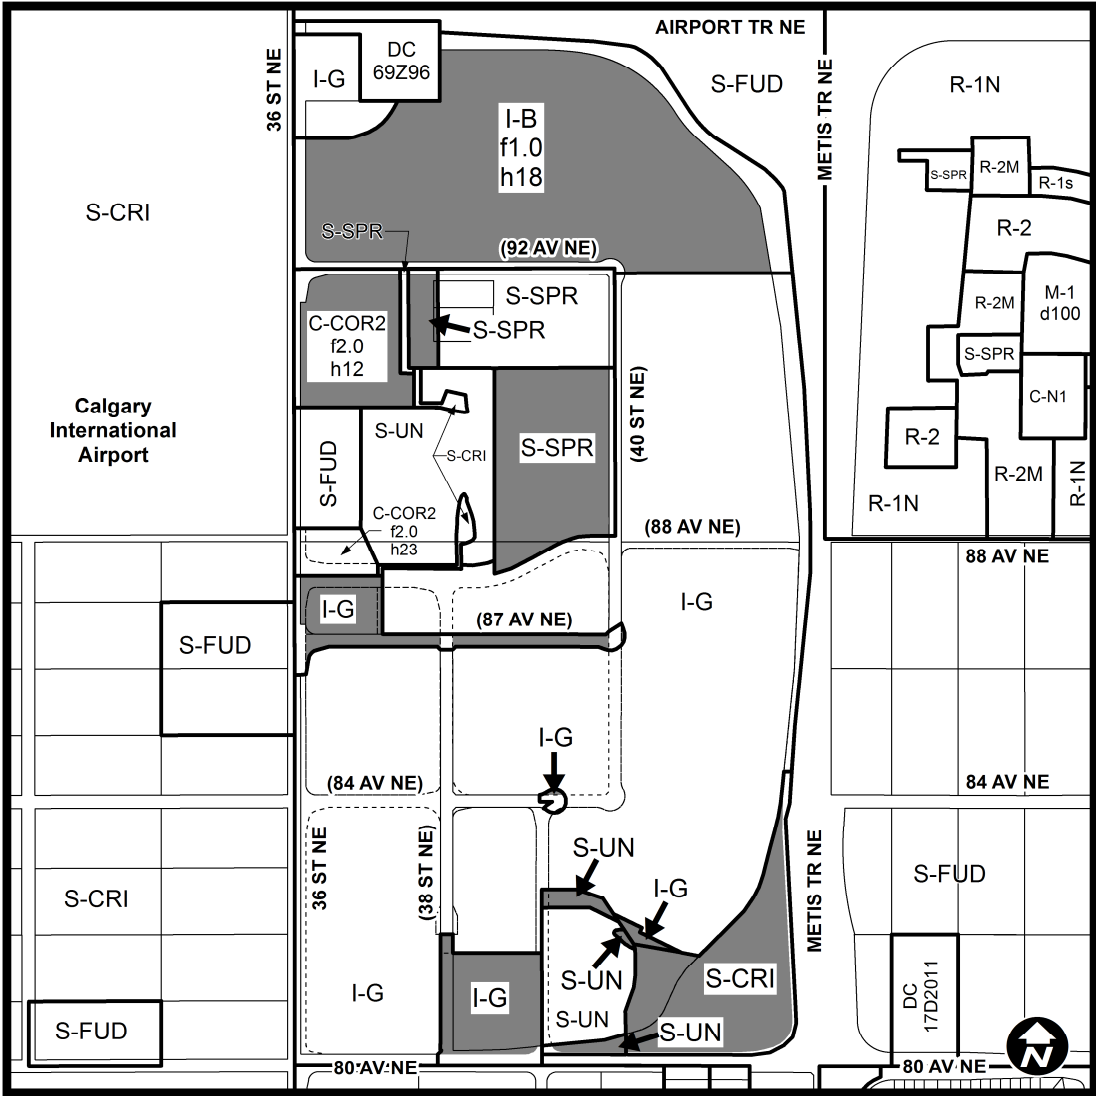 AIRPORT TR NE
36 ST NE
I-G
DC
69Z96
S-FUD
METIS TR NE
R-1N
I-B
f1.0
h18
S-SPR
R-2M
R-1s
S-CRI
R-2
S-SPR
(92 AV NE)
S-SPR
R-2M
M-1
d100
C-COR2
f2.0
h12
S-SPR
S-SPR
C-N1
Calgary
International
Airport
S-UN
(40 ST NE)
R-2
S-SPR
S-CRI
S-FUD
R-2M
R-1N
R-1N
C-COR2
f2.0
h23
(88 AV NE)
88 AV NE
I-G
I-G
(87 AV NE)
S-FUD
I-G
(84 AV NE)
84 AV NE
S-UN
36 ST NE
(38 ST NE)
METIS TR NE
S-FUD
I-G
S-CRI
S-UN
S-CRI
I-G
I-G
DC
17D2011
S-UN
S-FUD
S-UN
80 AV NE
80 AV NE
N